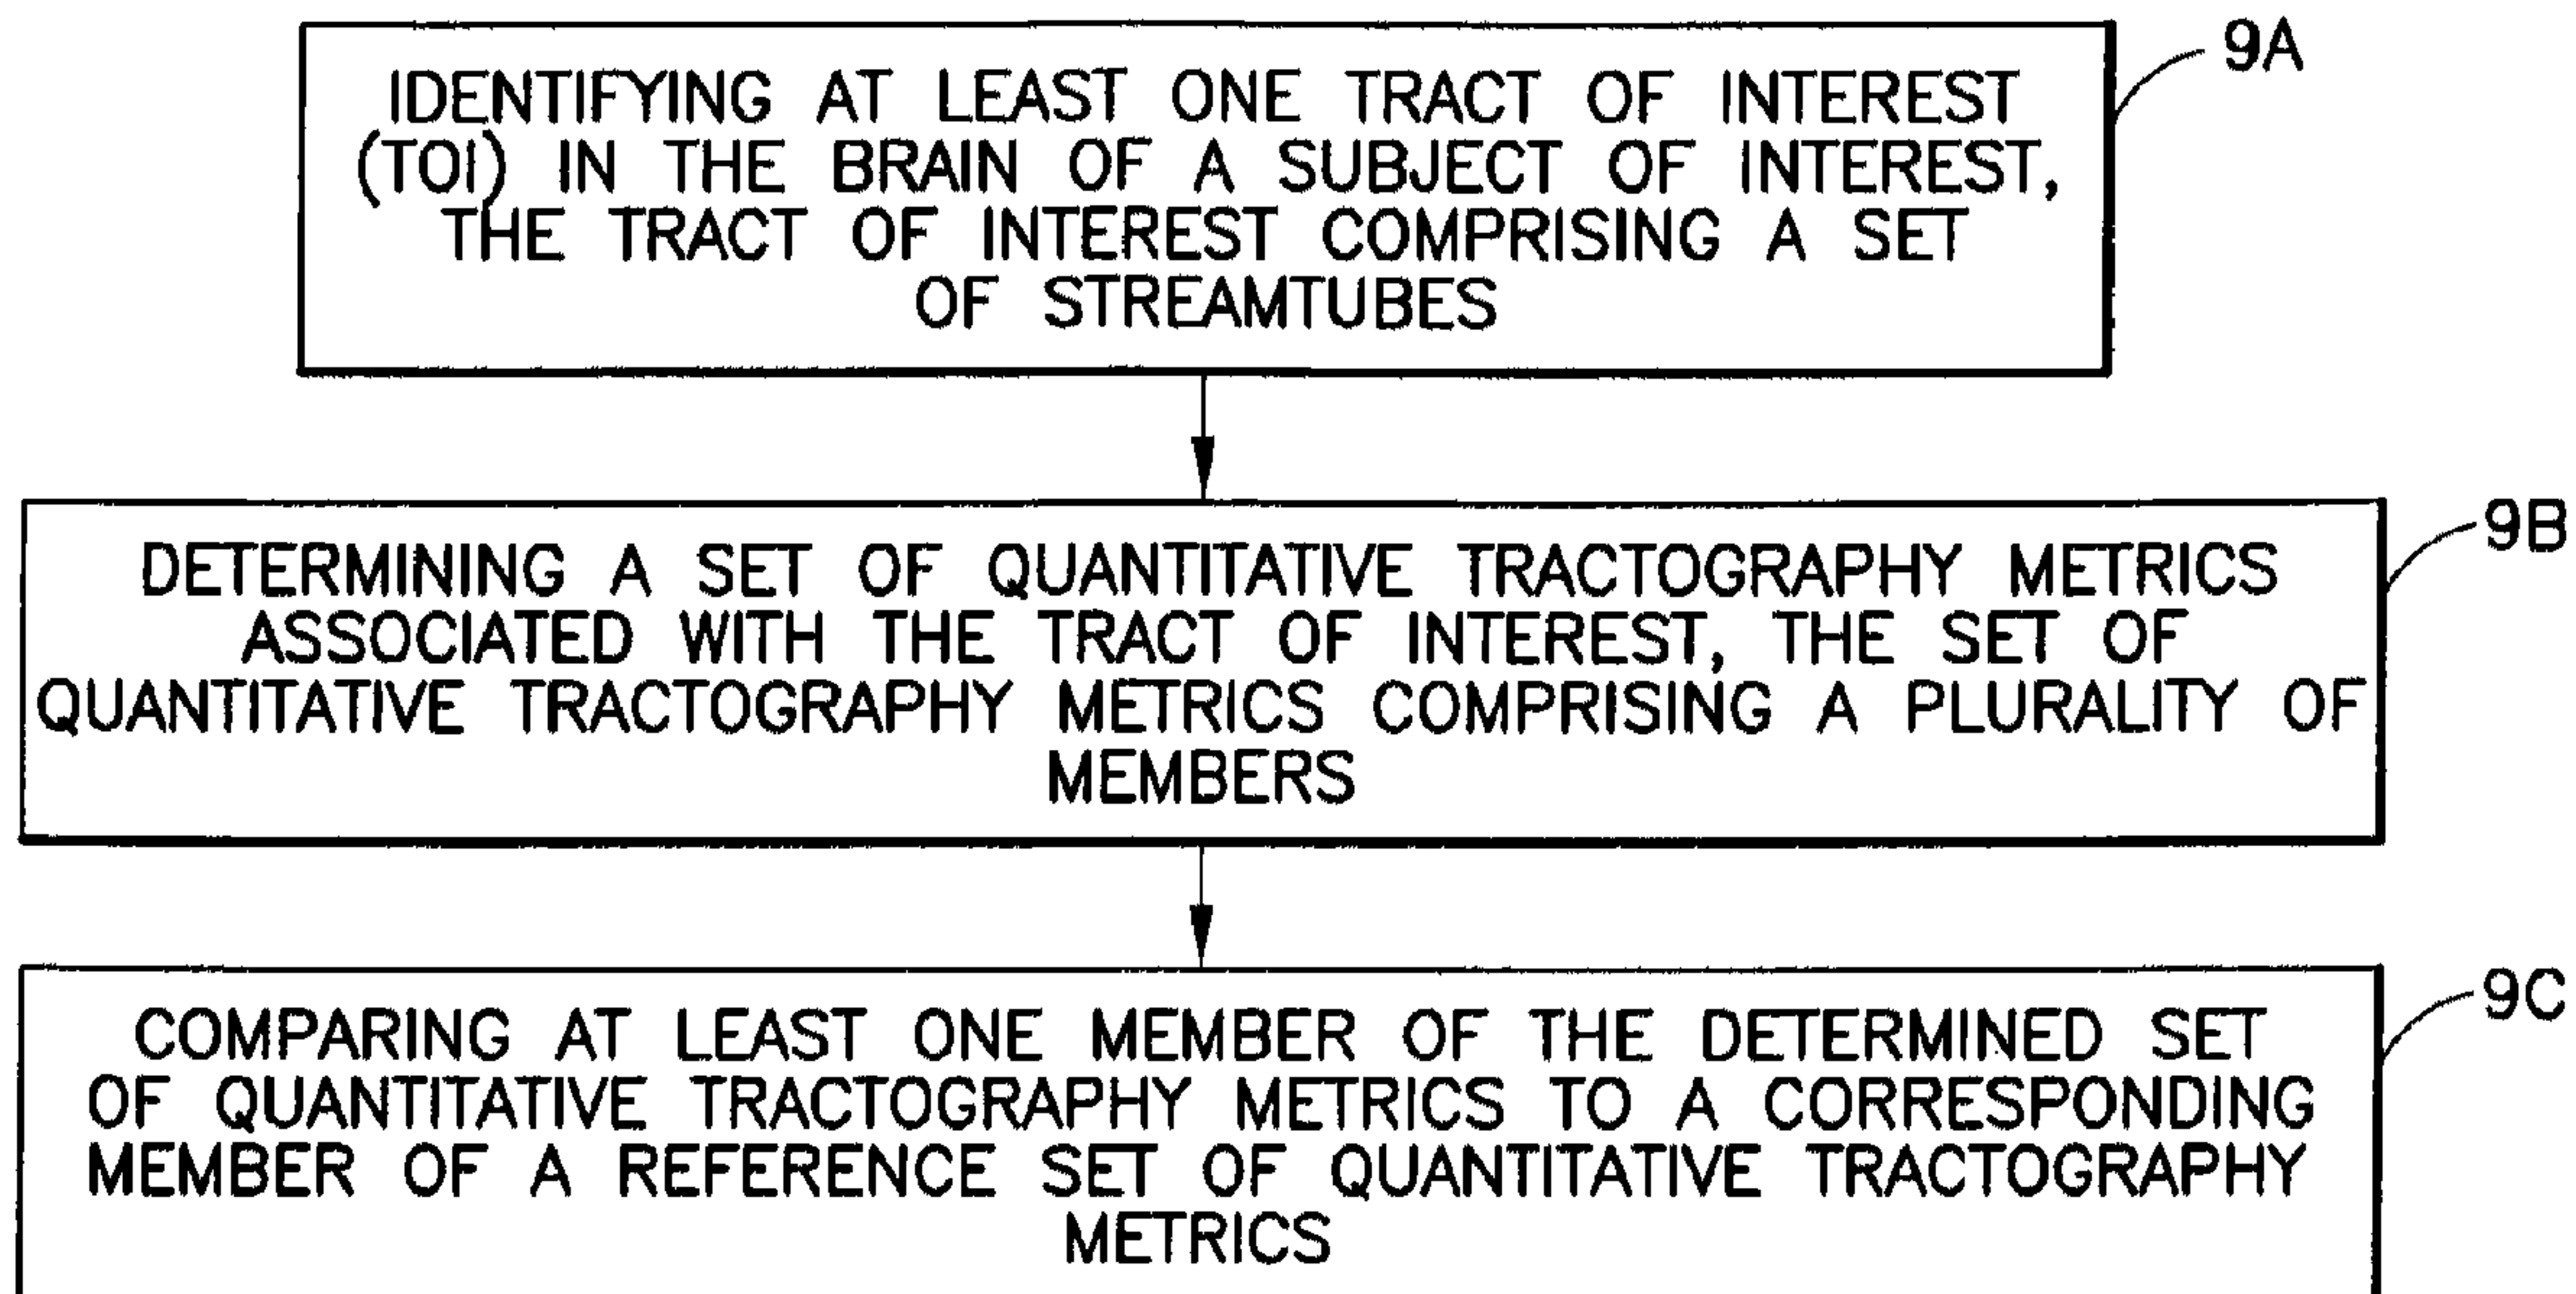 IDENTIFYING AT LEAST ONE TRACT OF INTEREST
(TOI) IN THE BRAIN OF A SUBJECT OF INTEREST,
THE TRACT OF INTEREST COMPRISING A SET
OF STREAMTUBES
9A
DETERMINING A SET OF QUANTITATIVE TRACTOGRAPHY METRICS
ASSOCIATED WITH THE TRACT OF INTEREST, THE SET OF
QUANTITATIVE TRACTOGRAPHY METRICS COMPRISING A PLURALITY OF
MEMBERS
9B
COMPARING AT LEAST ONE MEMBER OF THE DETERMINED SET
OF QUANTITATIVE TRACTOGRAPHY METRICS TO A CORRESPONDING
MEMBER OF A REFERENCE SET OF QUANTITATIVE TRACTOGRAPHY
METRICS
9C